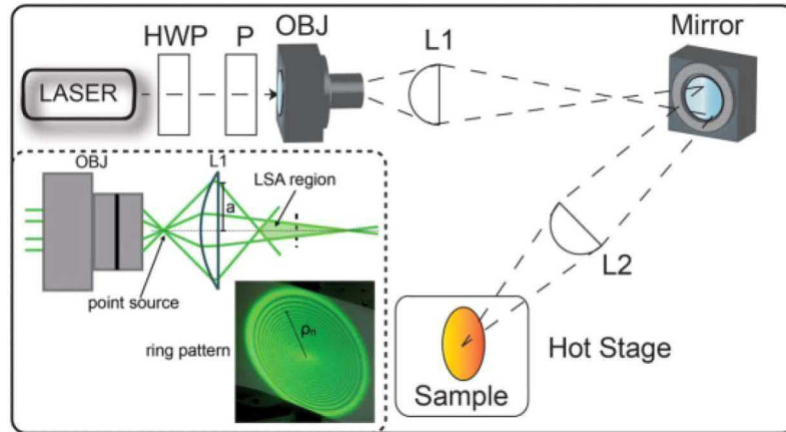 HWP P OBJ L1 Mirror
LASER
OBJ L1
LSA region
a
point source
ring pattern
ρn
L2
Hot Stage
Sample